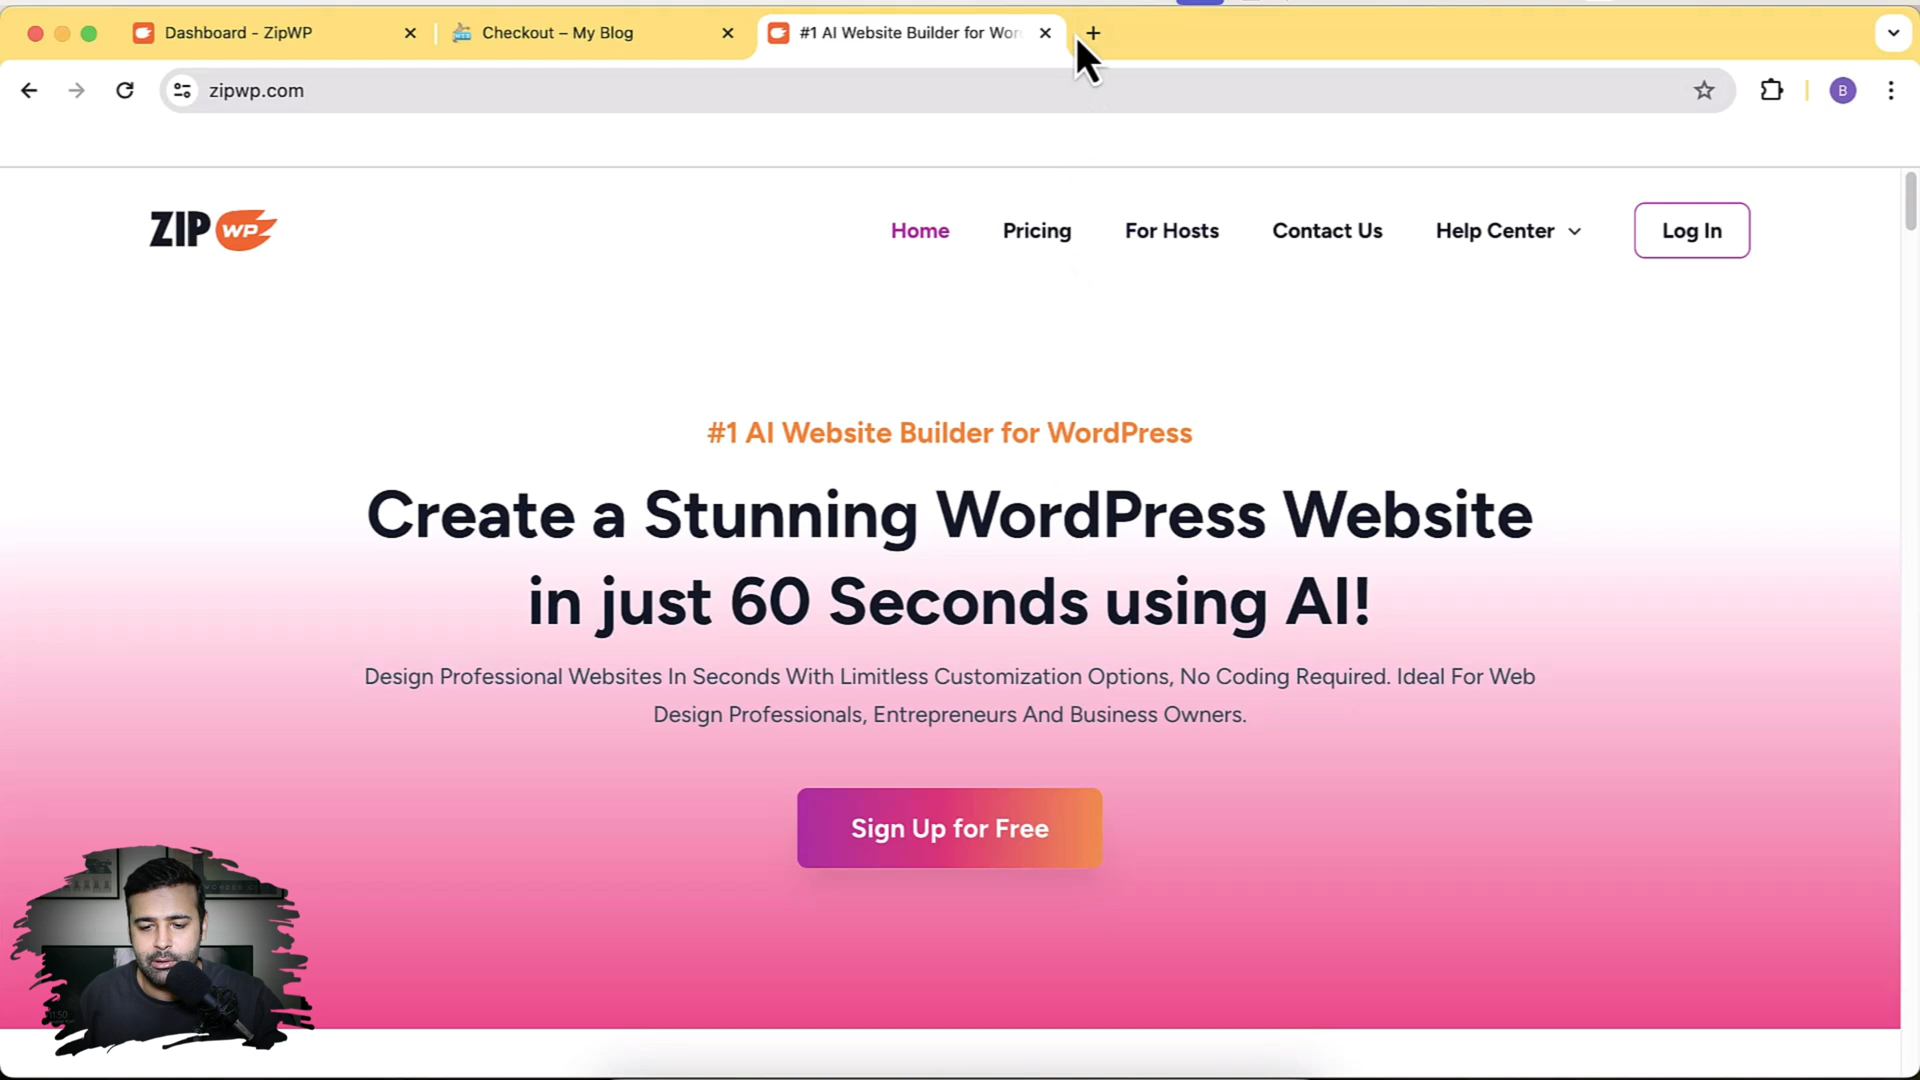 Dashboard - ZipWP
Checkout – My Blog
#1 AI Website Builder for Wor
zipwp.com
B
ZIP WP
Home
Pricing
For Hosts
Contact Us
Help Center
Log In
#1 AI Website Builder for WordPress
Create a Stunning WordPress Website
in just 60 Seconds using AI!
Design Professional Websites In Seconds With Limitless Customization Options, No Coding Required. Ideal For Web
Design Professionals, Entrepreneurs And Business Owners.
Sign Up for Free